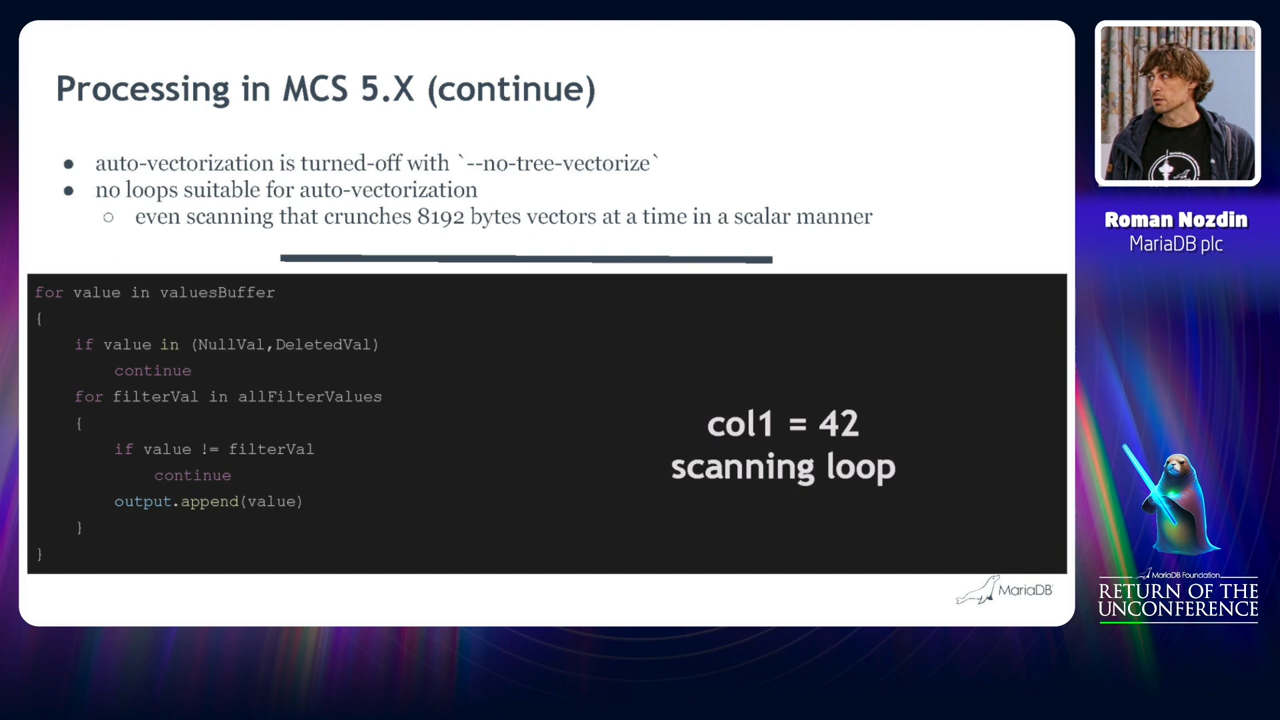 Processing in MCS 5.X (continue)
● auto-vectorization is turned-off with `--no-tree-vectorize`
● no loops suitable for auto-vectorization
○ even scanning that crunches 8192 bytes vectors at a time in a scalar manner
for value in valuesBuffer
{
if value in (NullVal,DeletedVal)
continue
for filterVal in allFilterValues
{
if value != filterVal
continue
output.append(value)
}
}
col1 = 42
scanning loop
MariaDB
Roman Nozdin
MariaDB plc
MariaDB Foundation
RETURN OF THE
UNCONFERENCE